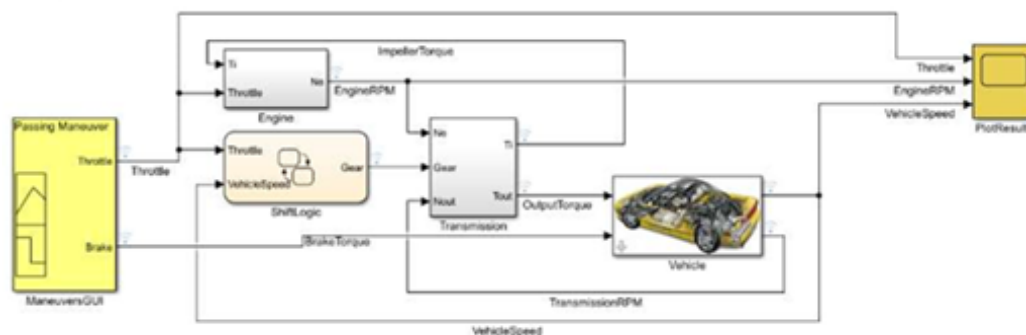 ImpellerTorque
Ti
Throttle
Ne
EngineRPM
Engine
Throttle
EngineRPM
VehicleSpeed
PlotResult
Passing Maneuver
Throttle
Throttle
Brake
ManeuversGUI
Throttle
VehicleSpeed
Gear
ShiftLogic
Ne
Gear
Nout
Ti
Tout
Transmission
OutputTorque
BrakeTorque
Vehicle
TransmissionRPM
VehicleSpeed